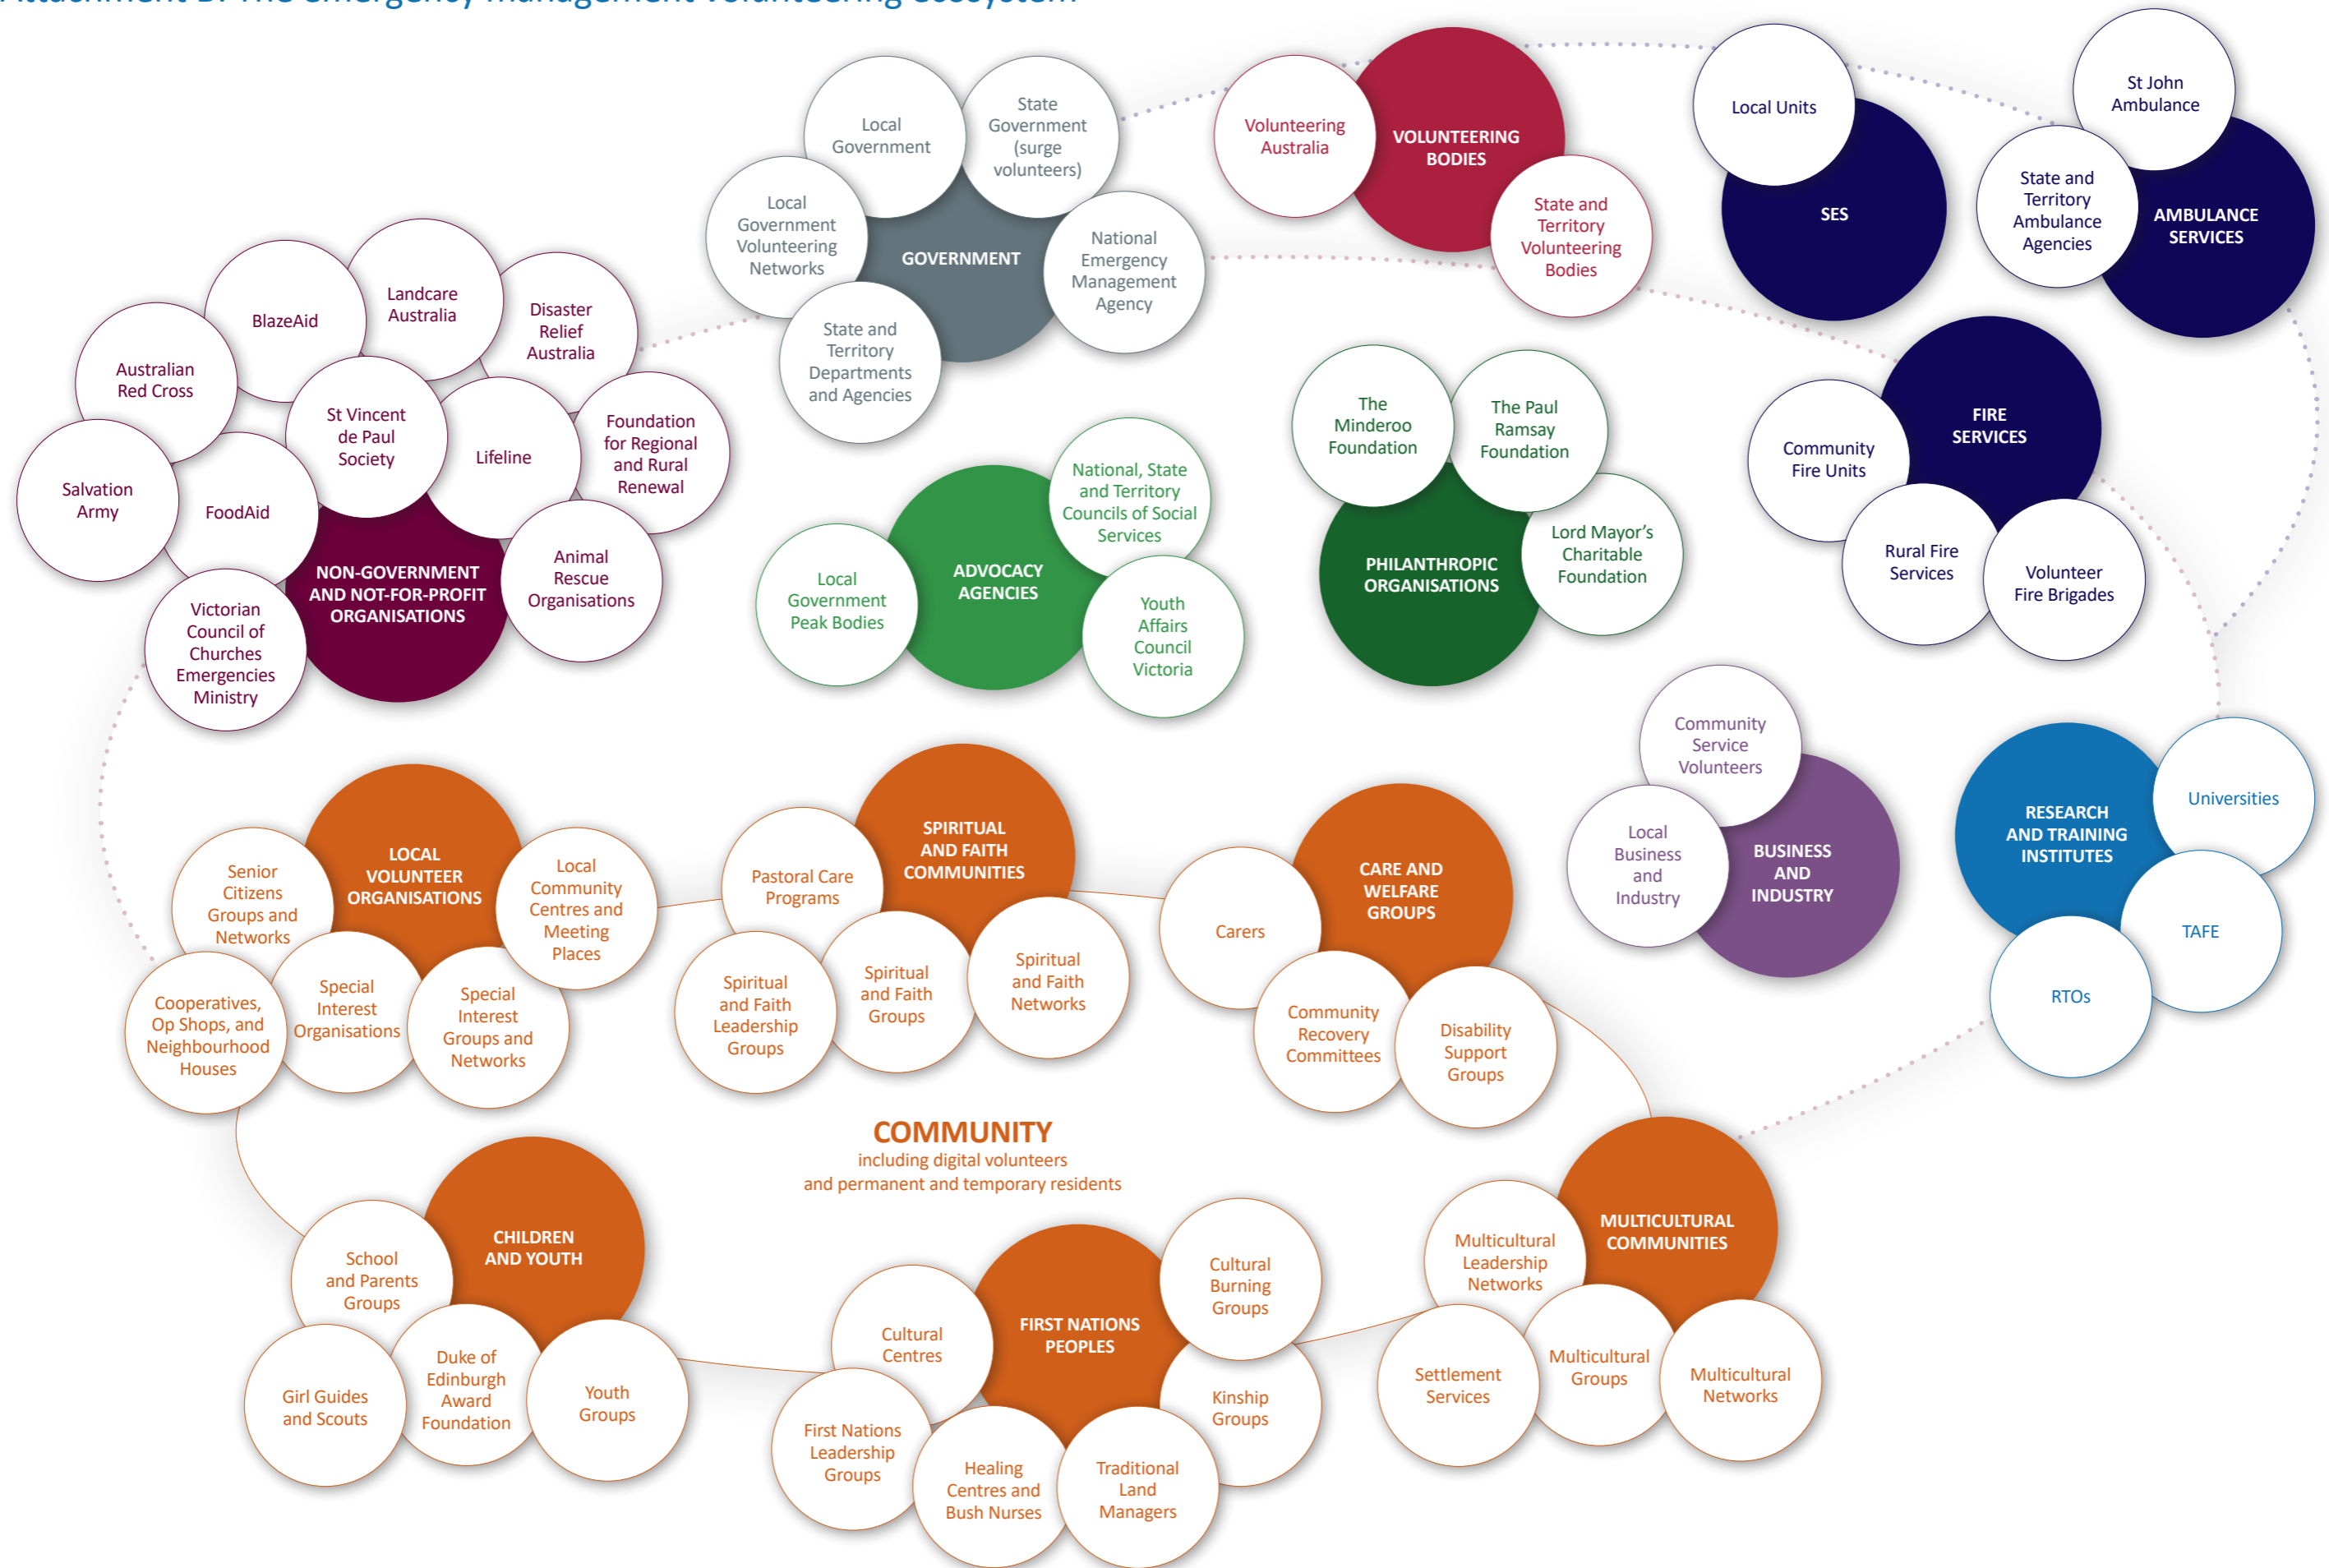 Attachment B: The emergency management volunteering ecosystem
Local
Government
State
Government
(surge
volunteers)
Local
Government
Volunteering
Networks
GOVERNMENT
National
Emergency
Management
Agency
State and
Territory
Departments
and Agencies
Volunteering
Australia
VOLUNTEERING
BODIES
State and
Territory
Volunteering
Bodies
Local Units
SES
St John
Ambulance
State and
Territory
Ambulance
Agencies
AMBULANCE
SERVICES
BlazeAid
Landcare
Australia
Disaster
Relief
Australia
Australian
Red Cross
St Vincent
de Paul
Society
Lifeline
Foundation
for Regional
and Rural
Renewal
Salvation
Army
FoodAid
NON-GOVERNMENT
AND NOT-FOR-PROFIT
ORGANISATIONS
Animal
Rescue
Organisations
Victorian
Council of
Churches
Emergencies
Ministry
National, State
and Territory
Councils of Social
Services
ADVOCACY
AGENCIES
Local
Government
Peak Bodies
Youth
Affairs
Council
Victoria
The
Minderoo
Foundation
The Paul
Ramsay
Foundation
PHILANTHROPIC
ORGANISATIONS
Lord Mayor’s
Charitable
Foundation
FIRE
SERVICES
Community
Fire Units
Rural Fire
Services
Volunteer
Fire Brigades
Community
Service
Volunteers
Local
Business
and
Industry
BUSINESS
AND
INDUSTRY
RESEARCH
AND TRAINING
INSTITUTES
Universities
TAFE
RTOs
LOCAL
VOLUNTEER
ORGANISATIONS
Senior
Citizens
Groups and
Networks
Local
Community
Centres and
Meeting
Places
Cooperatives,
Op Shops, and
Neighbourhood
Houses
Special
Interest
Organisations
Special
Interest
Groups and
Networks
SPIRITUAL
AND FAITH
COMMUNITIES
Pastoral Care
Programs
Spiritual
and Faith
Leadership
Groups
Spiritual
and Faith
Groups
Spiritual
and Faith
Networks
CARE AND
WELFARE
GROUPS
Carers
Community
Recovery
Committees
Disability
Support
Groups
COMMUNITY
including digital volunteers
and permanent and temporary residents
CHILDREN
AND YOUTH
School
and Parents
Groups
Girl Guides
and Scouts
Duke of
Edinburgh
Award
Foundation
Youth
Groups
FIRST NATIONS
PEOPLES
Cultural
Centres
Cultural
Burning
Groups
First Nations
Leadership
Groups
Healing
Centres and
Bush Nurses
Traditional
Land
Managers
Kinship
Groups
MULTICULTURAL
COMMUNITIES
Multicultural
Leadership
Networks
Settlement
Services
Multicultural
Groups
Multicultural
Networks